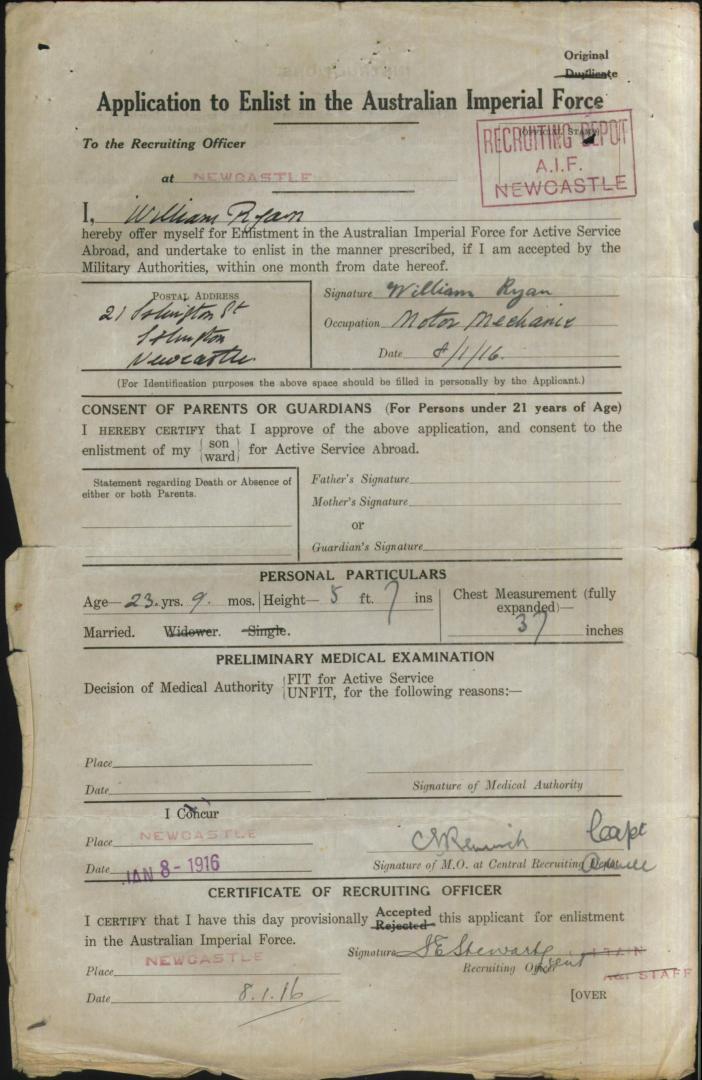 Original
Duplicate
Application to Enlist in the Australian Imperial Force
(OFFICIAL STAMP)
RECRUITING DEPOT
A.I.F.
NEWCASTLE
To the Recruiting Officer
at NEWCASTLE
I, William Ryan
hereby offer myself for Enlistment in the Australian Imperial Force for Active Service
Abroad, and undertake to enlist in the manner prescribed, if I am accepted by the
Military Authorities, within one month from date hereof.
POSTAL ADDRESS
21 Islington St
Islington
Newcastle
Signature William Ryan
Occupation Motor Mechanic
Date 8/1/16.
(For Identification purposes the above space should be filled in personally by the Applicant.)
CONSENT OF PARENTS OR GUARDIANS (For Persons under 21 years of Age)
I HEREBY CERTIFY that I approve of the above application, and consent to the
enlistment of my {son ward} for Active Service Abroad.
Statement regarding Death or Absence of
either or both Parents.
Father's Signature
Mother's Signature
or
Guardian's Signature
PERSONAL PARTICULARS
Age—23 yrs. 9 mos. Height—5 ft. 7 ins
Married. Widower. Single.
Chest Measurement (fully
expanded)—
37 inches
PRELIMINARY MEDICAL EXAMINATION
Decision of Medical Authority {FIT for Active Service
UNFIT, for the following reasons:—
Place
Date
Signature of Medical Authority
I Concur
Place NEWCASTLE
Date JAN 8-1916
Capt
Signature of M.O. at Central Recruiting Depot
CERTIFICATE OF RECRUITING OFFICER
I CERTIFY that I have this day provisionally Accepted Rejected this applicant for enlistment
in the Australian Imperial Force.
Signature J E Stewart
Recruiting Officer
STAFF
Place NEWCASTLE
Date 8.1.16
[OVER